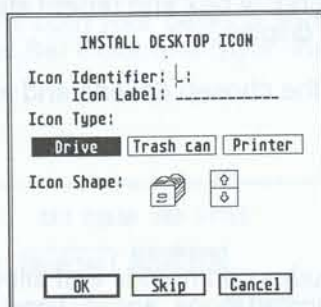 INSTALL DESKTOP ICON
Icon Identifier: _:
Icon Label: ____________
Icon Type:
Drive Trash can Printer
Icon Shape:
OK Skip Cancel